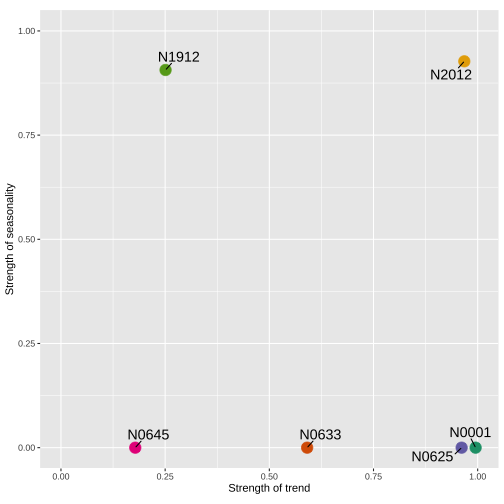 1.00
0.75
0.50
0.25
0.00
Strength of seasonality
N1912
N2012
N0645
N0633
N0001
N0625
0.00 0.25 0.50 0.75 1.00
Strength of trend